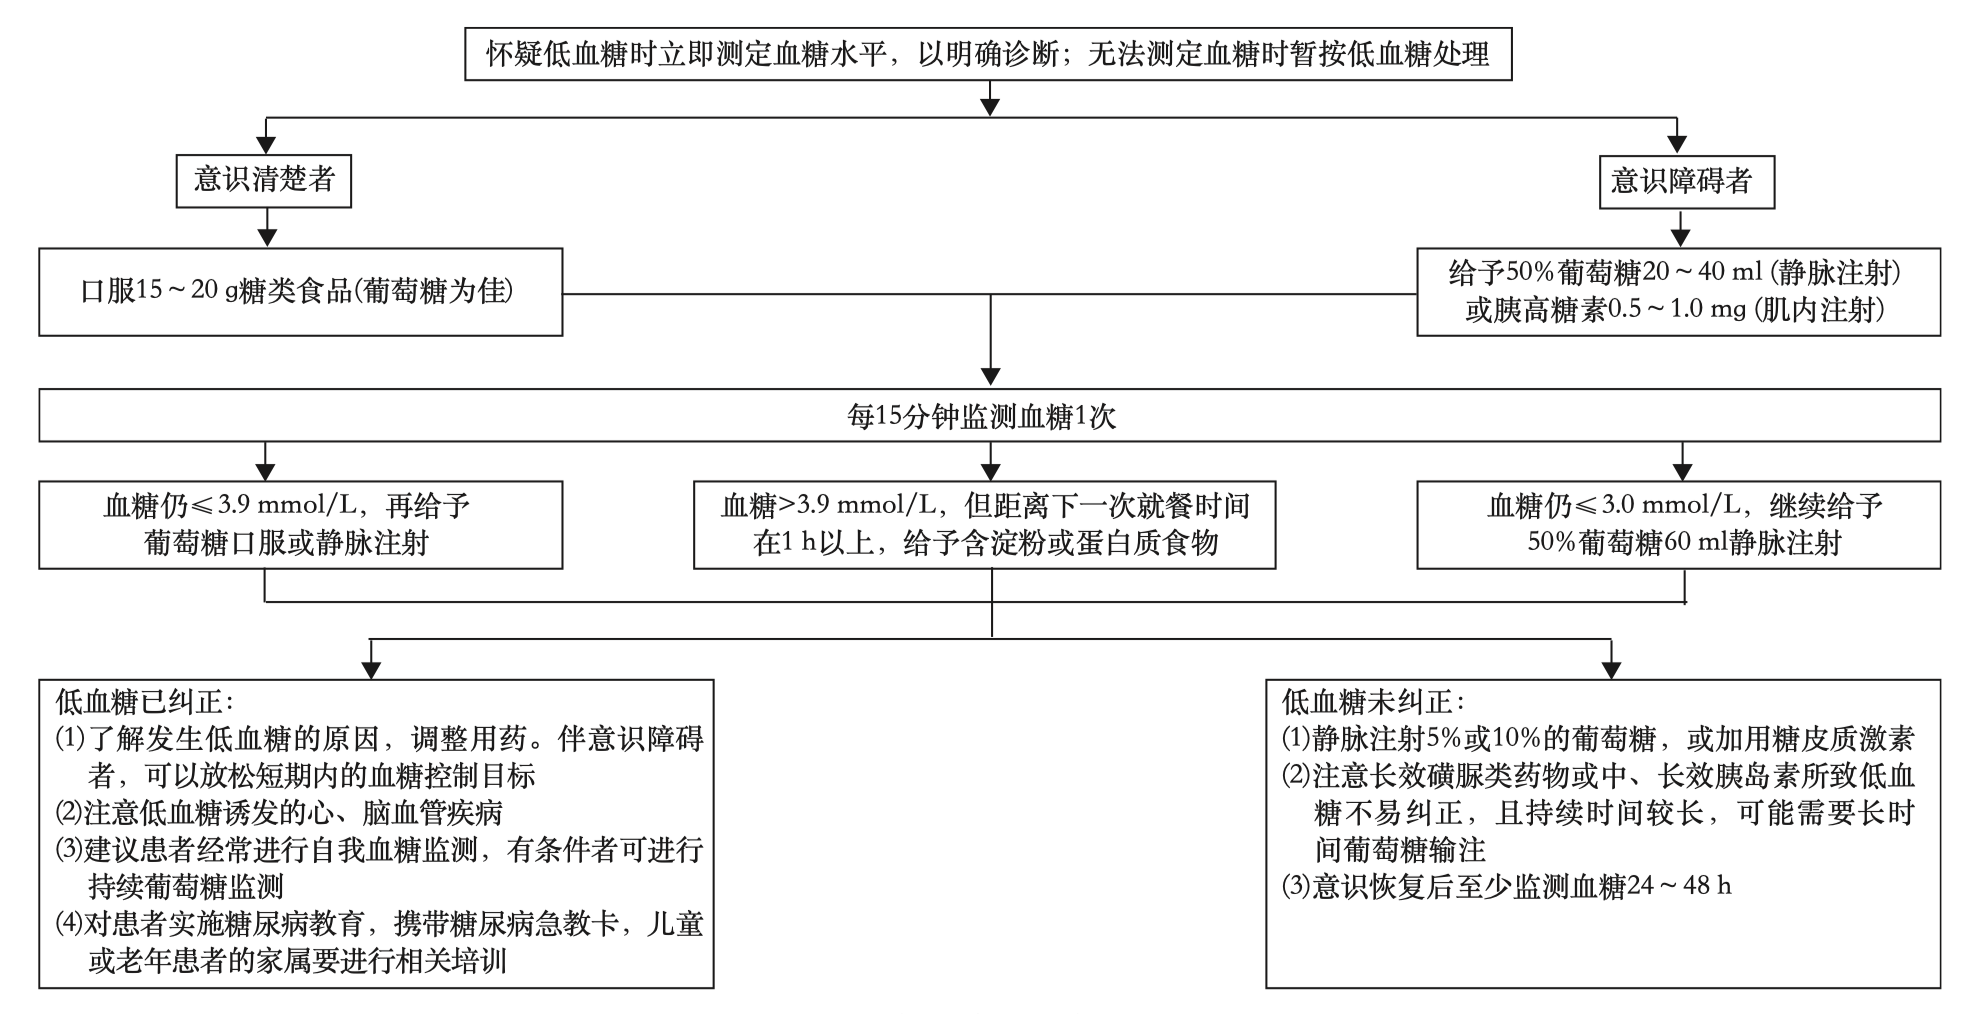 怀疑低血糖时立即测定血糖水平，以明确诊断；无法测定血糖时暂按低血糖处理
意识清楚者
意识障碍者
口服15～20 g糖类食品(葡萄糖为佳)
给予50%葡萄糖20～40 ml (静脉注射)
或胰高糖素0.5～1.0 mg (肌内注射)
每15分钟监测血糖1次
血糖仍≤3.9 mmol/L，再给予
葡萄糖口服或静脉注射
血糖>3.9 mmol/L，但距离下一次就餐时间
在1 h以上，给予含淀粉或蛋白质食物
血糖仍≤3.0 mmol/L，继续给予
50%葡萄糖60 ml静脉注射
低血糖已纠正：
(1)了解发生低血糖的原因，调整用药。伴意识障碍
者，可以放松短期内的血糖控制目标
(2)注意低血糖诱发的心、脑血管疾病
(3)建议患者经常进行自我血糖监测，有条件者可进行
持续葡萄糖监测
(4)对患者实施糖尿病教育，携带糖尿病急教卡，儿童
或老年患者的家属要进行相关培训
低血糖未纠正：
(1)静脉注射5%或10%的葡萄糖，或加用糖皮质激素
(2)注意长效磺脲类药物或中、长效胰岛素所致低血
糖不易纠正，且持续时间较长，可能需要长时
间葡萄糖输注
(3)意识恢复后至少监测血糖24～48 h